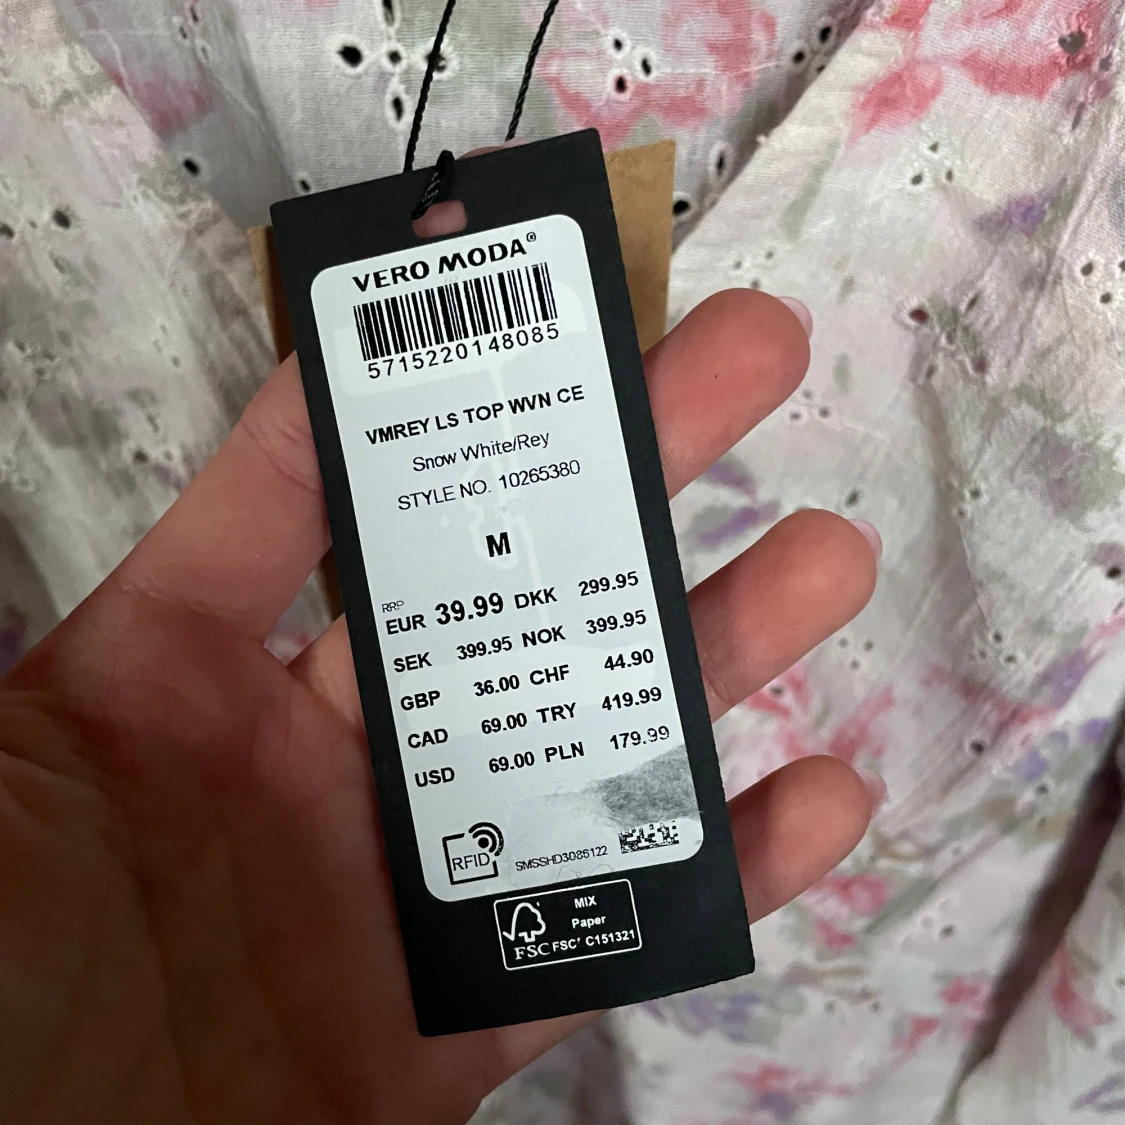 VERO MODA®
5715220148085
VMREY LS TOP WVN CE
Snow White/Rey
STYLE NO. 10265380
M
RRP
EUR 39.99 DKK 299.95
SEK 399.95 NOK 399.95
GBP 36.00 CHF 44.90
CAD 69.00 TRY 419.99
USD 69.00 PLN 179.99
RFID
SMSSHD3086122
MIX
Paper
FSC FSC® C151321